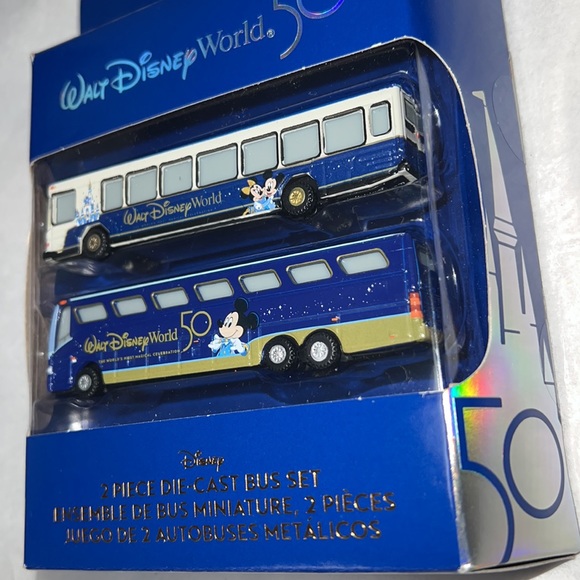 Walt Disney World® 50
Walt Disney World
Walt Disney World 50
THE WORLD'S MOST MAGICAL CELEBRATION
Disney
2 PIECE DIE-CAST BUS SET
ENSEMBLE DE BUS MINIATURE, 2 PIÈCES
JUEGO DE 2 AUTOBUSES METÁLICOS
50